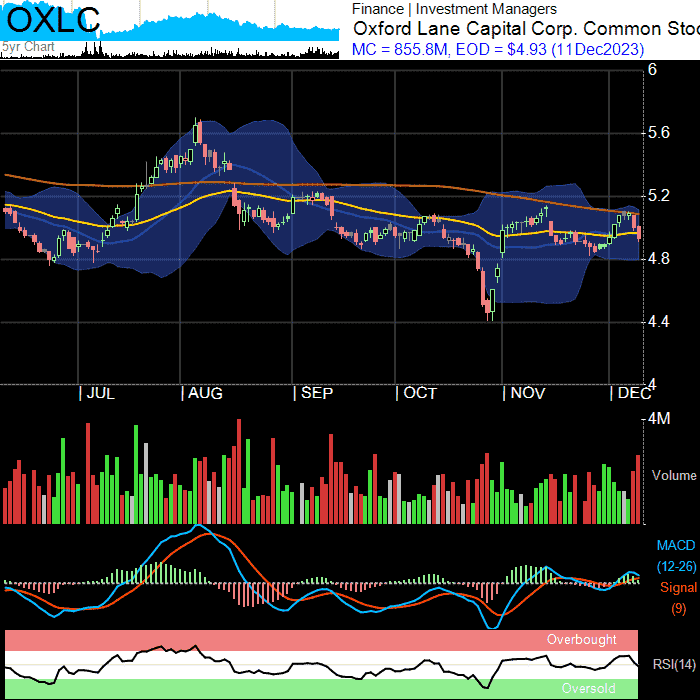 OXLC
5yr Chart
Finance | Investment Managers
Oxford Lane Capital Corp. Common Stoc
MC = 855.8M, EOD = $4.93 (11Dec2023)
6
5.6
5.2
4.8
4.4
4
| JUL | AUG | SEP | OCT | NOV | DEC
4M
Volume
MACD
(12-26)
Signal
(9)
Overbought
RSI(14)
Oversold